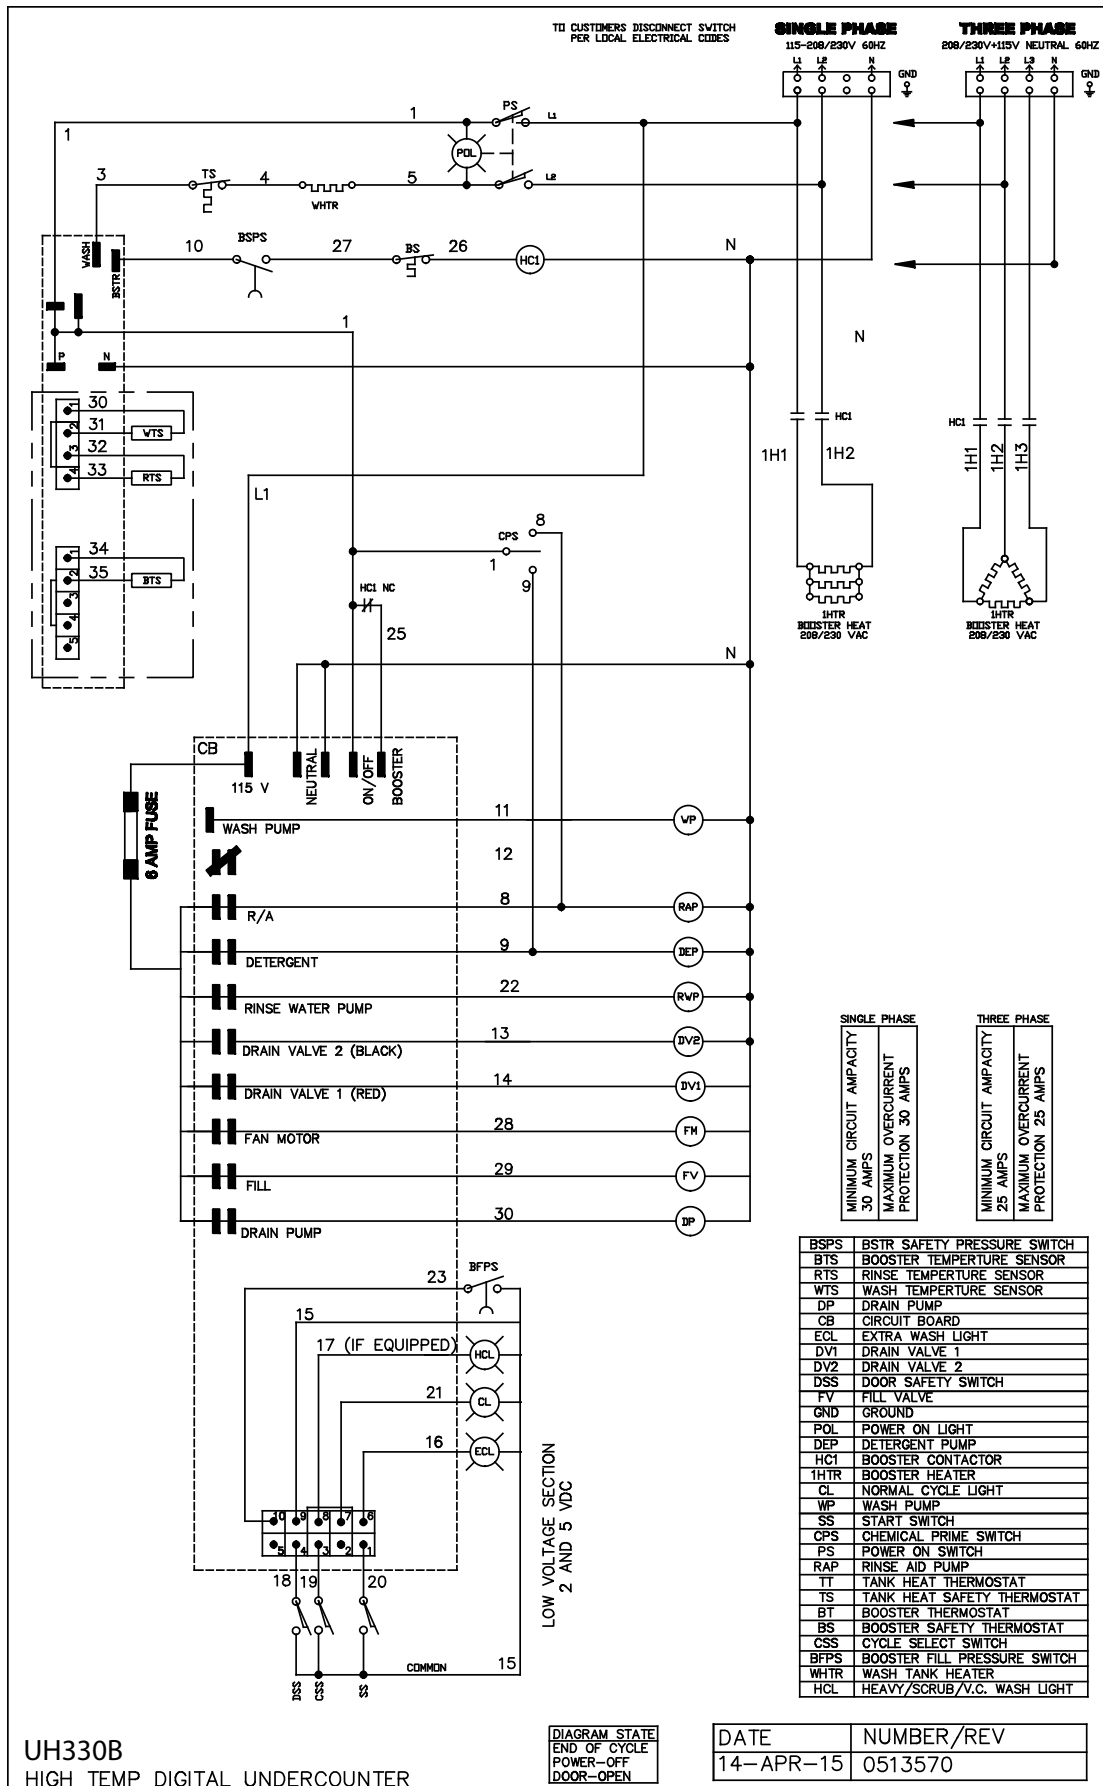 TO CUSTOMERS DISCONNECT SWITCH
PER LOCAL ELECTRICAL CODES
SINGLE PHASE
115-208/230V 60HZ
L1 L2 N
GND
THREE PHASE
208/230V+115V NEUTRAL 60HZ
L1 L2 L3 N
GND
1
1
PS
L1
POL
3
TS
4
WHTR
5
L2
WASH
BSTR
10
BSPS
27
BS
26
HC1
N
1
N
P
N
HC1
HC1
1H1
1H2
1H1
1H2
1H3
1
30
2
31
WTS
3
32
4
33
RTS
L1
8
CPS
1
9
1
34
2
35
BTS
3
4
5
HC1 NC
25
1HTR
BOOSTER HEAT
208/230 VAC
1HTR
BOOSTER HEAT
208/230 VAC
N
CB
115 V
NEUTRAL
ON/OFF
BOOSTER
6 AMP FUSE
WASH PUMP
11
WP
12
R/A
8
RAP
DETERGENT
9
DEP
RINSE WATER PUMP
22
RWP
DRAIN VALVE 2 (BLACK)
13
DV2
DRAIN VALVE 1 (RED)
14
DV1
FAN MOTOR
28
FM
FILL
29
FV
DRAIN PUMP
30
DP
SINGLE PHASE
MINIMUM CIRCUIT AMPACITY
30 AMPS
MAXIMUM OVERCURRENT
PROTECTION 30 AMPS
THREE PHASE
MINIMUM CIRCUIT AMPACITY
25 AMPS
MAXIMUM OVERCURRENT
PROTECTION 25 AMPS
23
BFPS
15
17 (IF EQUIPPED)
HCL
21
CL
16
ECL
10 9 8 7 6
5 4 3 2 1
18 19 20
DSS
CSS
SS
COMMON
15
LOW VOLTAGE SECTION
2 AND 5 VDC
BSPS BSTR SAFETY PRESSURE SWITCH
BTS BOOSTER TEMPERTURE SENSOR
RTS RINSE TEMPERTURE SENSOR
WTS WASH TEMPERTURE SENSOR
DP DRAIN PUMP
CB CIRCUIT BOARD
ECL EXTRA WASH LIGHT
DV1 DRAIN VALVE 1
DV2 DRAIN VALVE 2
DSS DOOR SAFETY SWITCH
FV FILL VALVE
GND GROUND
POL POWER ON LIGHT
DEP DETERGENT PUMP
HC1 BOOSTER CONTACTOR
1HTR BOOSTER HEATER
CL NORMAL CYCLE LIGHT
WP WASH PUMP
SS START SWITCH
CPS CHEMICAL PRIME SWITCH
PS POWER ON SWITCH
RAP RINSE AID PUMP
TT TANK HEAT THERMOSTAT
TS TANK HEAT SAFETY THERMOSTAT
BT BOOSTER THERMOSTAT
BS BOOSTER SAFETY THERMOSTAT
CSS CYCLE SELECT SWITCH
BFPS BOOSTER FILL PRESSURE SWITCH
WHTR WASH TANK HEATER
HCL HEAVY/SCRUB/V.C. WASH LIGHT
UH330B
HIGH TEMP DIGITAL UNDERCOUNTER
DIAGRAM STATE
END OF CYCLE
POWER-OFF
DOOR-OPEN
DATE NUMBER/REV
14-APR-15 0513570